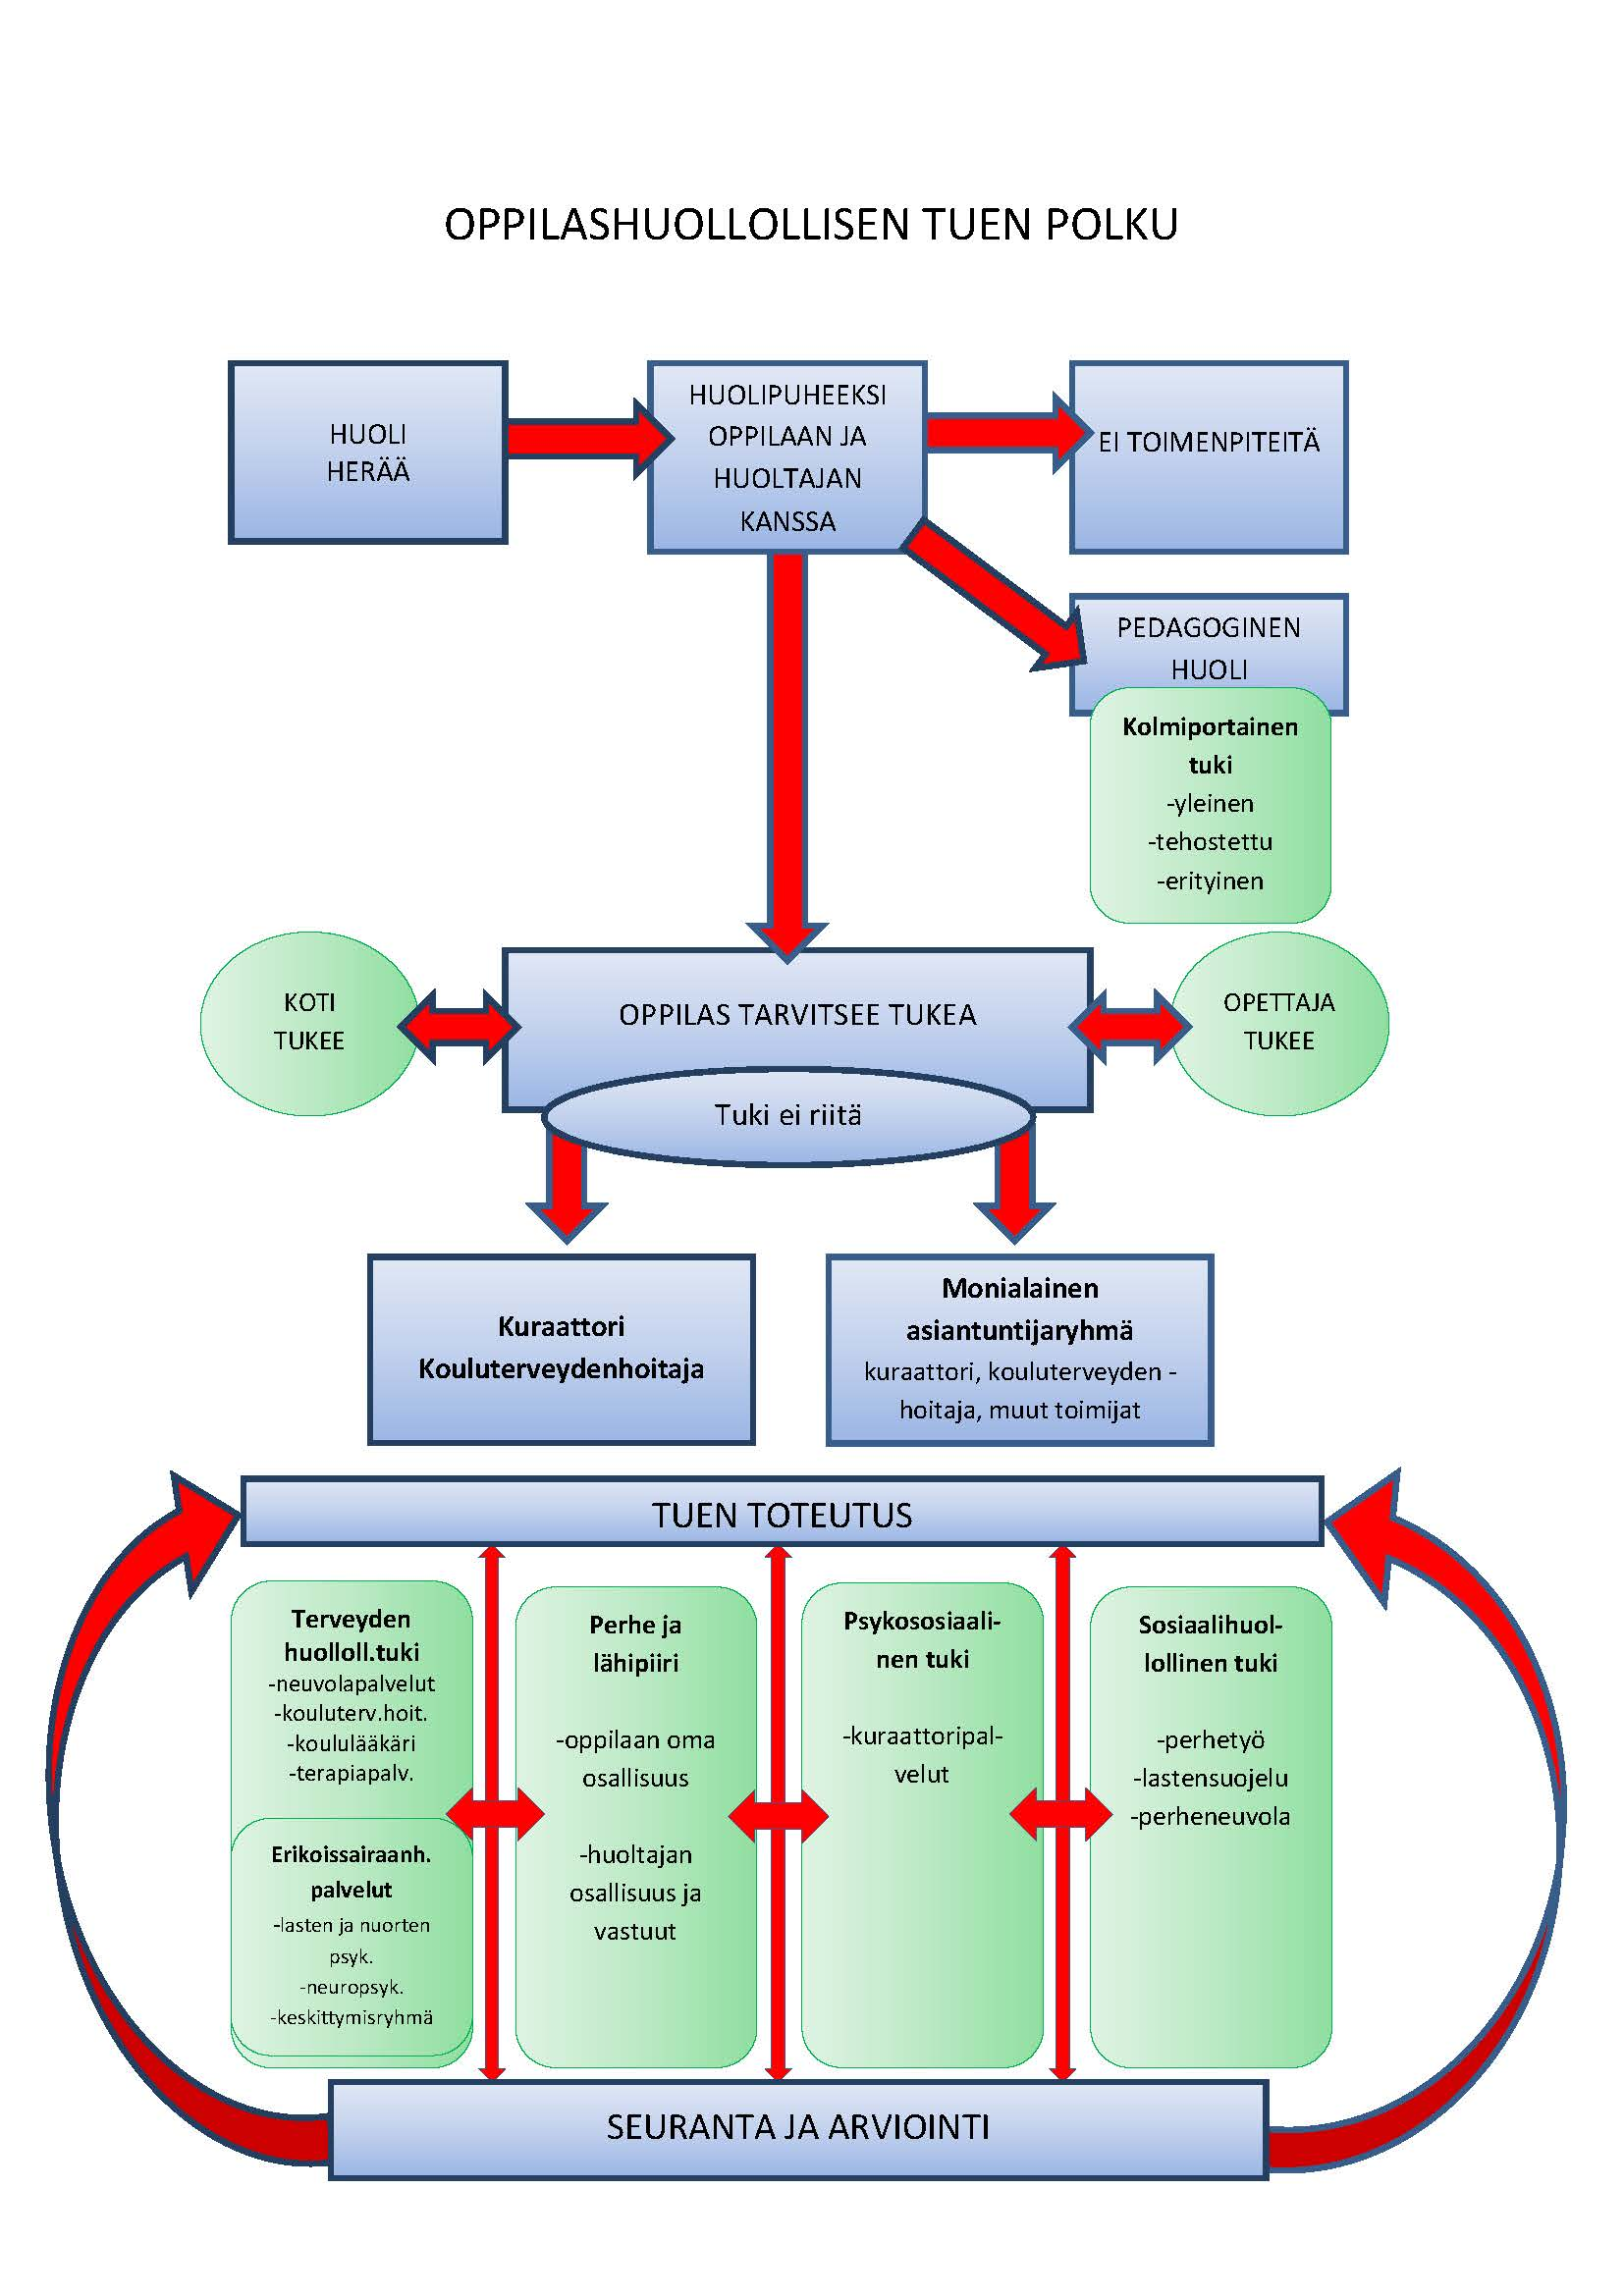 OPPILASHUOLLOLLISEN TUEN POLKU
HUOLI
HERÄÄ
HUOLIPUHEEKSI
OPPILAAN JA
HUOLTAJAN
KANSSA
EI TOIMENPITEITÄ
PEDAGOGINEN
HUOLI
Kolmiportainen
tuki
-yleinen
-tehostettu
-erityinen
KOTI
TUKEE
OPPILAS TARVITSEE TUKEA
OPETTAJA
TUKEE
Tuki ei riitä
Kuraattori
Kouluterveydenhoitaja
Monialainen
asiantuntijaryhmä
kuraattori, kouluterveyden -
hoitaja, muut toimijat
TUEN TOTEUTUS
Terveyden
huolloll.tuki
-neuvolapalvelut
-kouluterv.hoit.
-koululääkäri
-terapiapalv.
Erikoissairaanh.
palvelut
-lasten ja nuorten
psyk.
-neuropsyk.
-keskittymisryhmä
Perhe ja
lähipiiri
-oppilaan oma
osallisuus
-huoltajan
osallisuus ja
vastuut
Psykososiaali-
nen tuki
-kuraattoripal-
velut
Sosiaalihuol-
lollinen tuki
-perhetyö
-lastensuojelu
-perheneuvola
SEURANTA JA ARVIOINTI